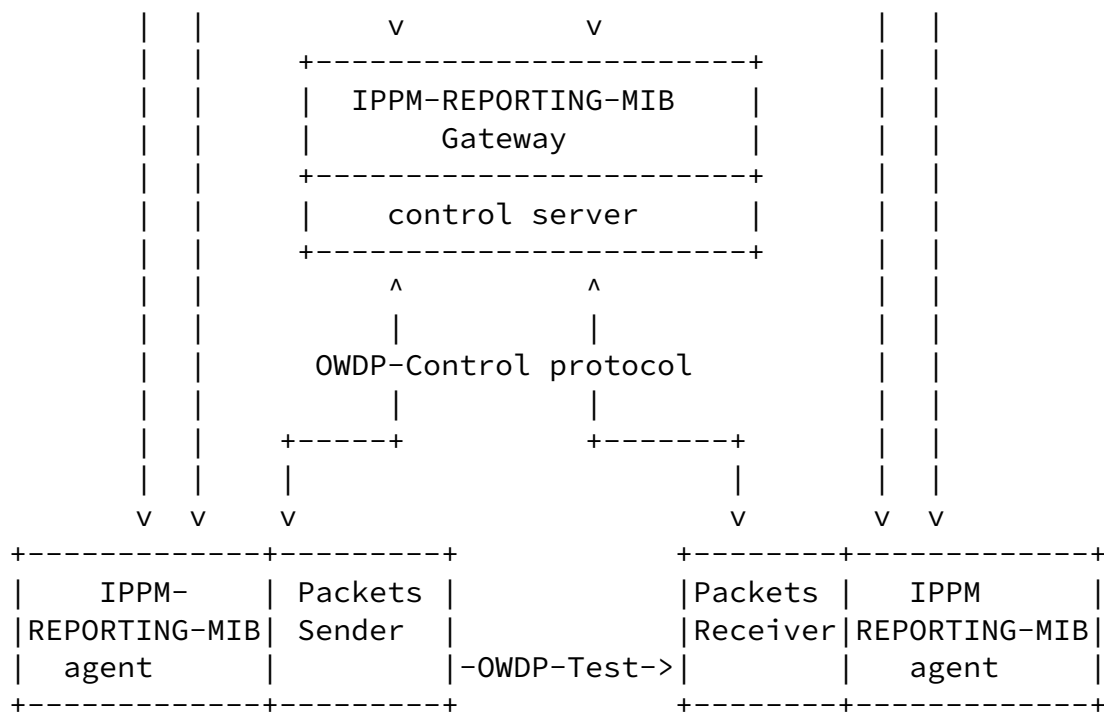 IPPM-REPORTING-MIB
Gateway
control server
OWDP-Control protocol
IPPM- Packets Packets IPPM
REPORTING-MIB Sender Receiver REPORTING-MIB
agent -OWDP-Test-> agent